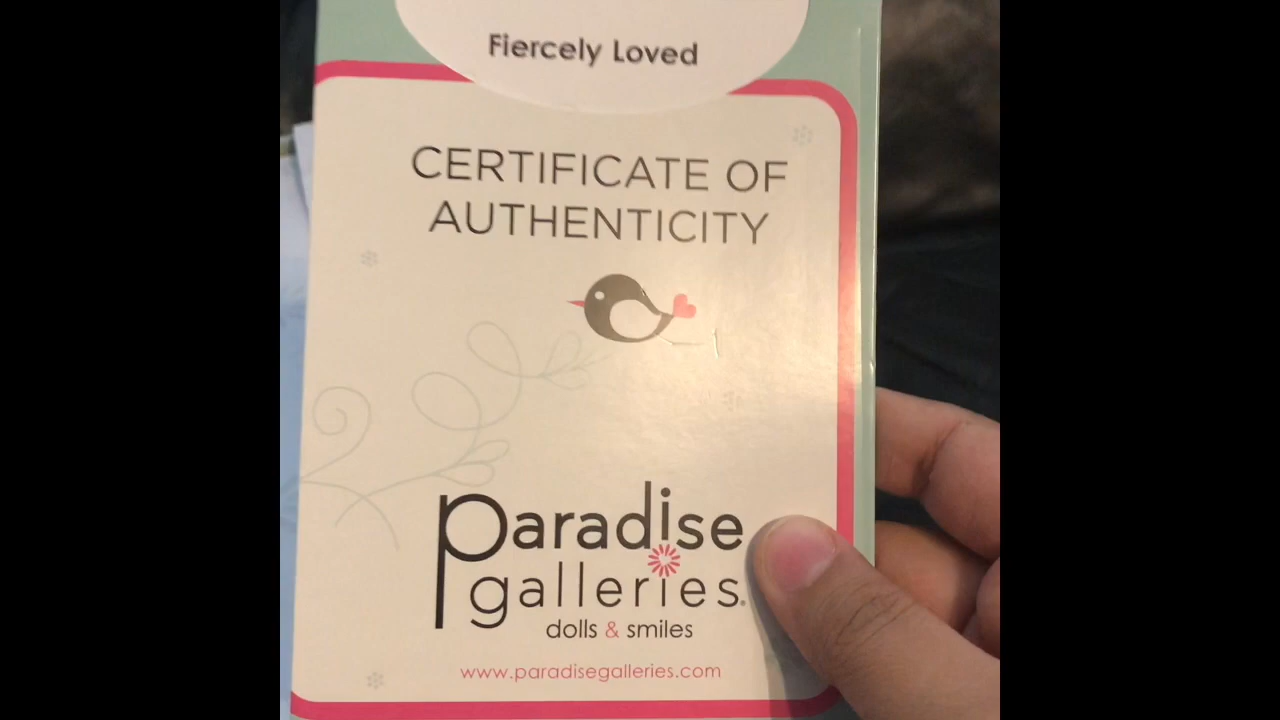 Fiercely Loved
CERTIFICATE OF
AUTHENTICITY
paradise
galleries®
dolls & smiles
www.paradisegalleries.com